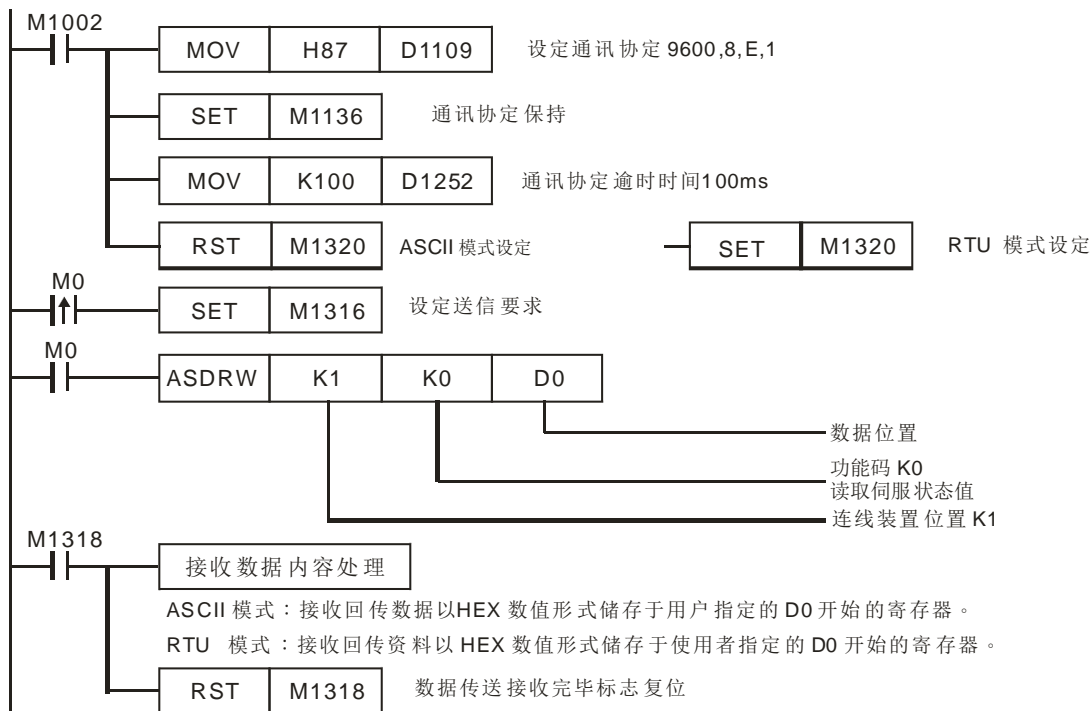 M1002
MOV H87 D1109 设定通讯协定 9600,8,E,1
SET M1136 通讯协定保持
MOV K100 D1252 通讯协定逾时时间100ms
RST M1320 ASCII 模式设定 SET M1320 RTU 模式设定
M0
SET M1316 设定送信要求
M0
ASDRW K1 K0 D0
数据位置
功能码 K0
读取伺服状态值
连线装置位置 K1
M1318
接收数据内容处理
ASCII 模式：接收回传数据以HEX 数值形式储存于用户指定的 D0 开始的寄存器。
RTU 模式：接收回传资料以 HEX 数值形式储存于使用者指定的 D0 开始的寄存器。
RST M1318 数据传送接收完毕标志复位